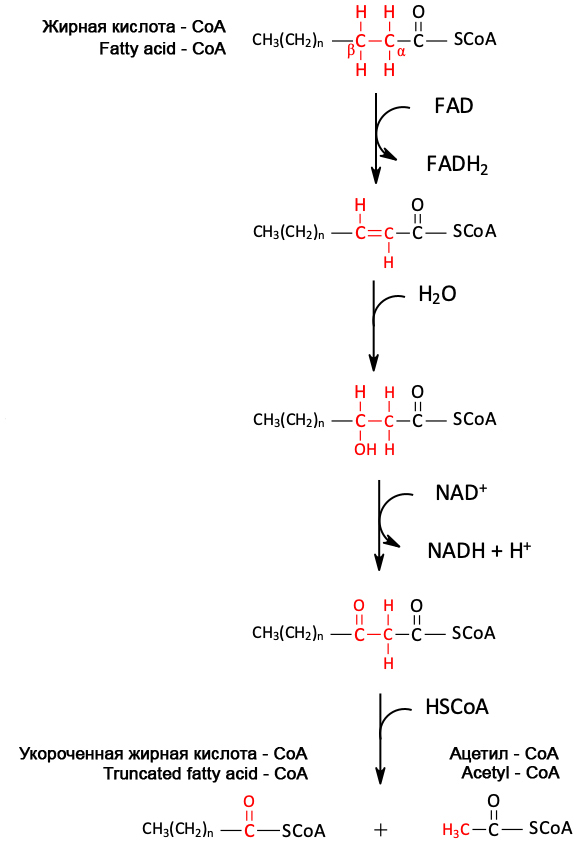 Жирная кислота - CoA
Fatty acid - CoA
H H O
CH₃(CH₂)ₙ — C — C — C — SCoA
β α
H H
FAD
FADH₂
H O
CH₃(CH₂)ₙ — C = C — C — SCoA
H
H₂O
H H O
CH₃(CH₂)ₙ — C — C — C — SCoA
OH H
NAD⁺
NADH + H⁺
O H O
CH₃(CH₂)ₙ — C — C — C — SCoA
H
HSCoA
Укороченная жирная кислота - CoA
Truncated fatty acid - CoA
Ацетил - CoA
Acetyl - CoA
O O
CH₃(CH₂)ₙ — C — SCoA + H₃C — C — SCoA